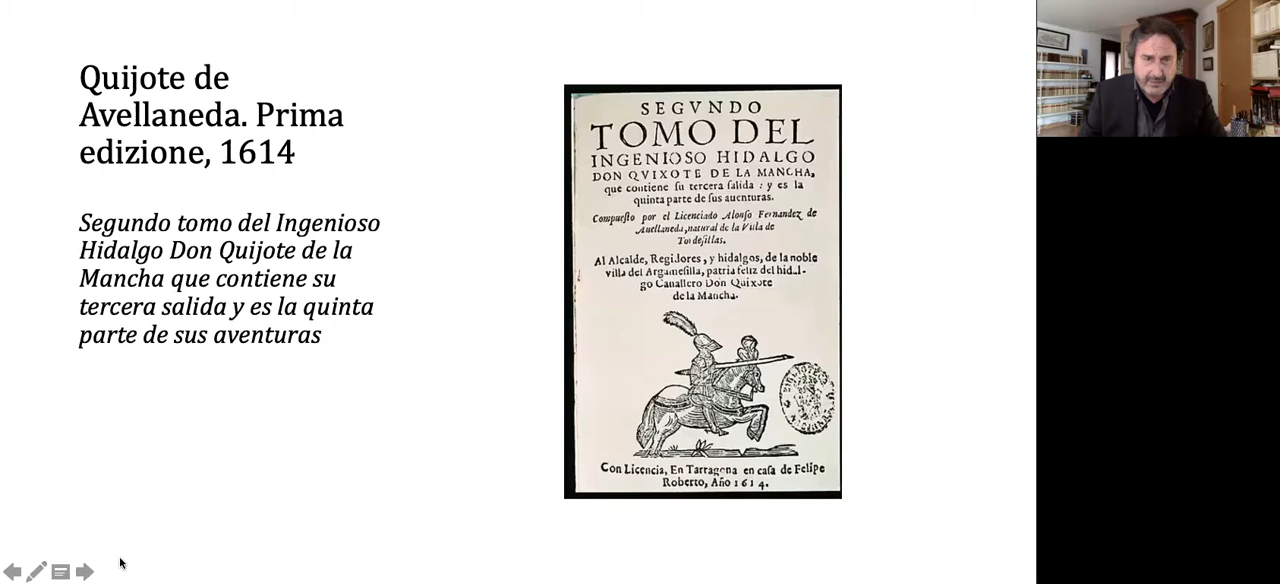 Quijote de
Avellaneda. Prima
edizione, 1614
Segundo tomo del Ingenioso
Hidalgo Don Quijote de la
Mancha que contiene su
tercera salida y es la quinta
parte de sus aventuras
SEGVNDO
TOMO DEL
INGENIOSO HIDALGO
DON QVIXOTE DE LA MANCHA,
que contiene ſu tercera ſalida : y es la
quinta parte de ſus auenturas.
Compueſto por el Licenciado Alonſo Fernandez de
Auellaneda, natural de la Villa de
Tordeſillas.
Al Alcalde, Regidores, y hidalgos, de la noble
villa del Argameſilla, patria feliz del hidal-
go Cauallero Don Quixote
de la Mancha.
Con Licencia, En Tarragona en caſa de Felipe
Roberto, Año 1614.